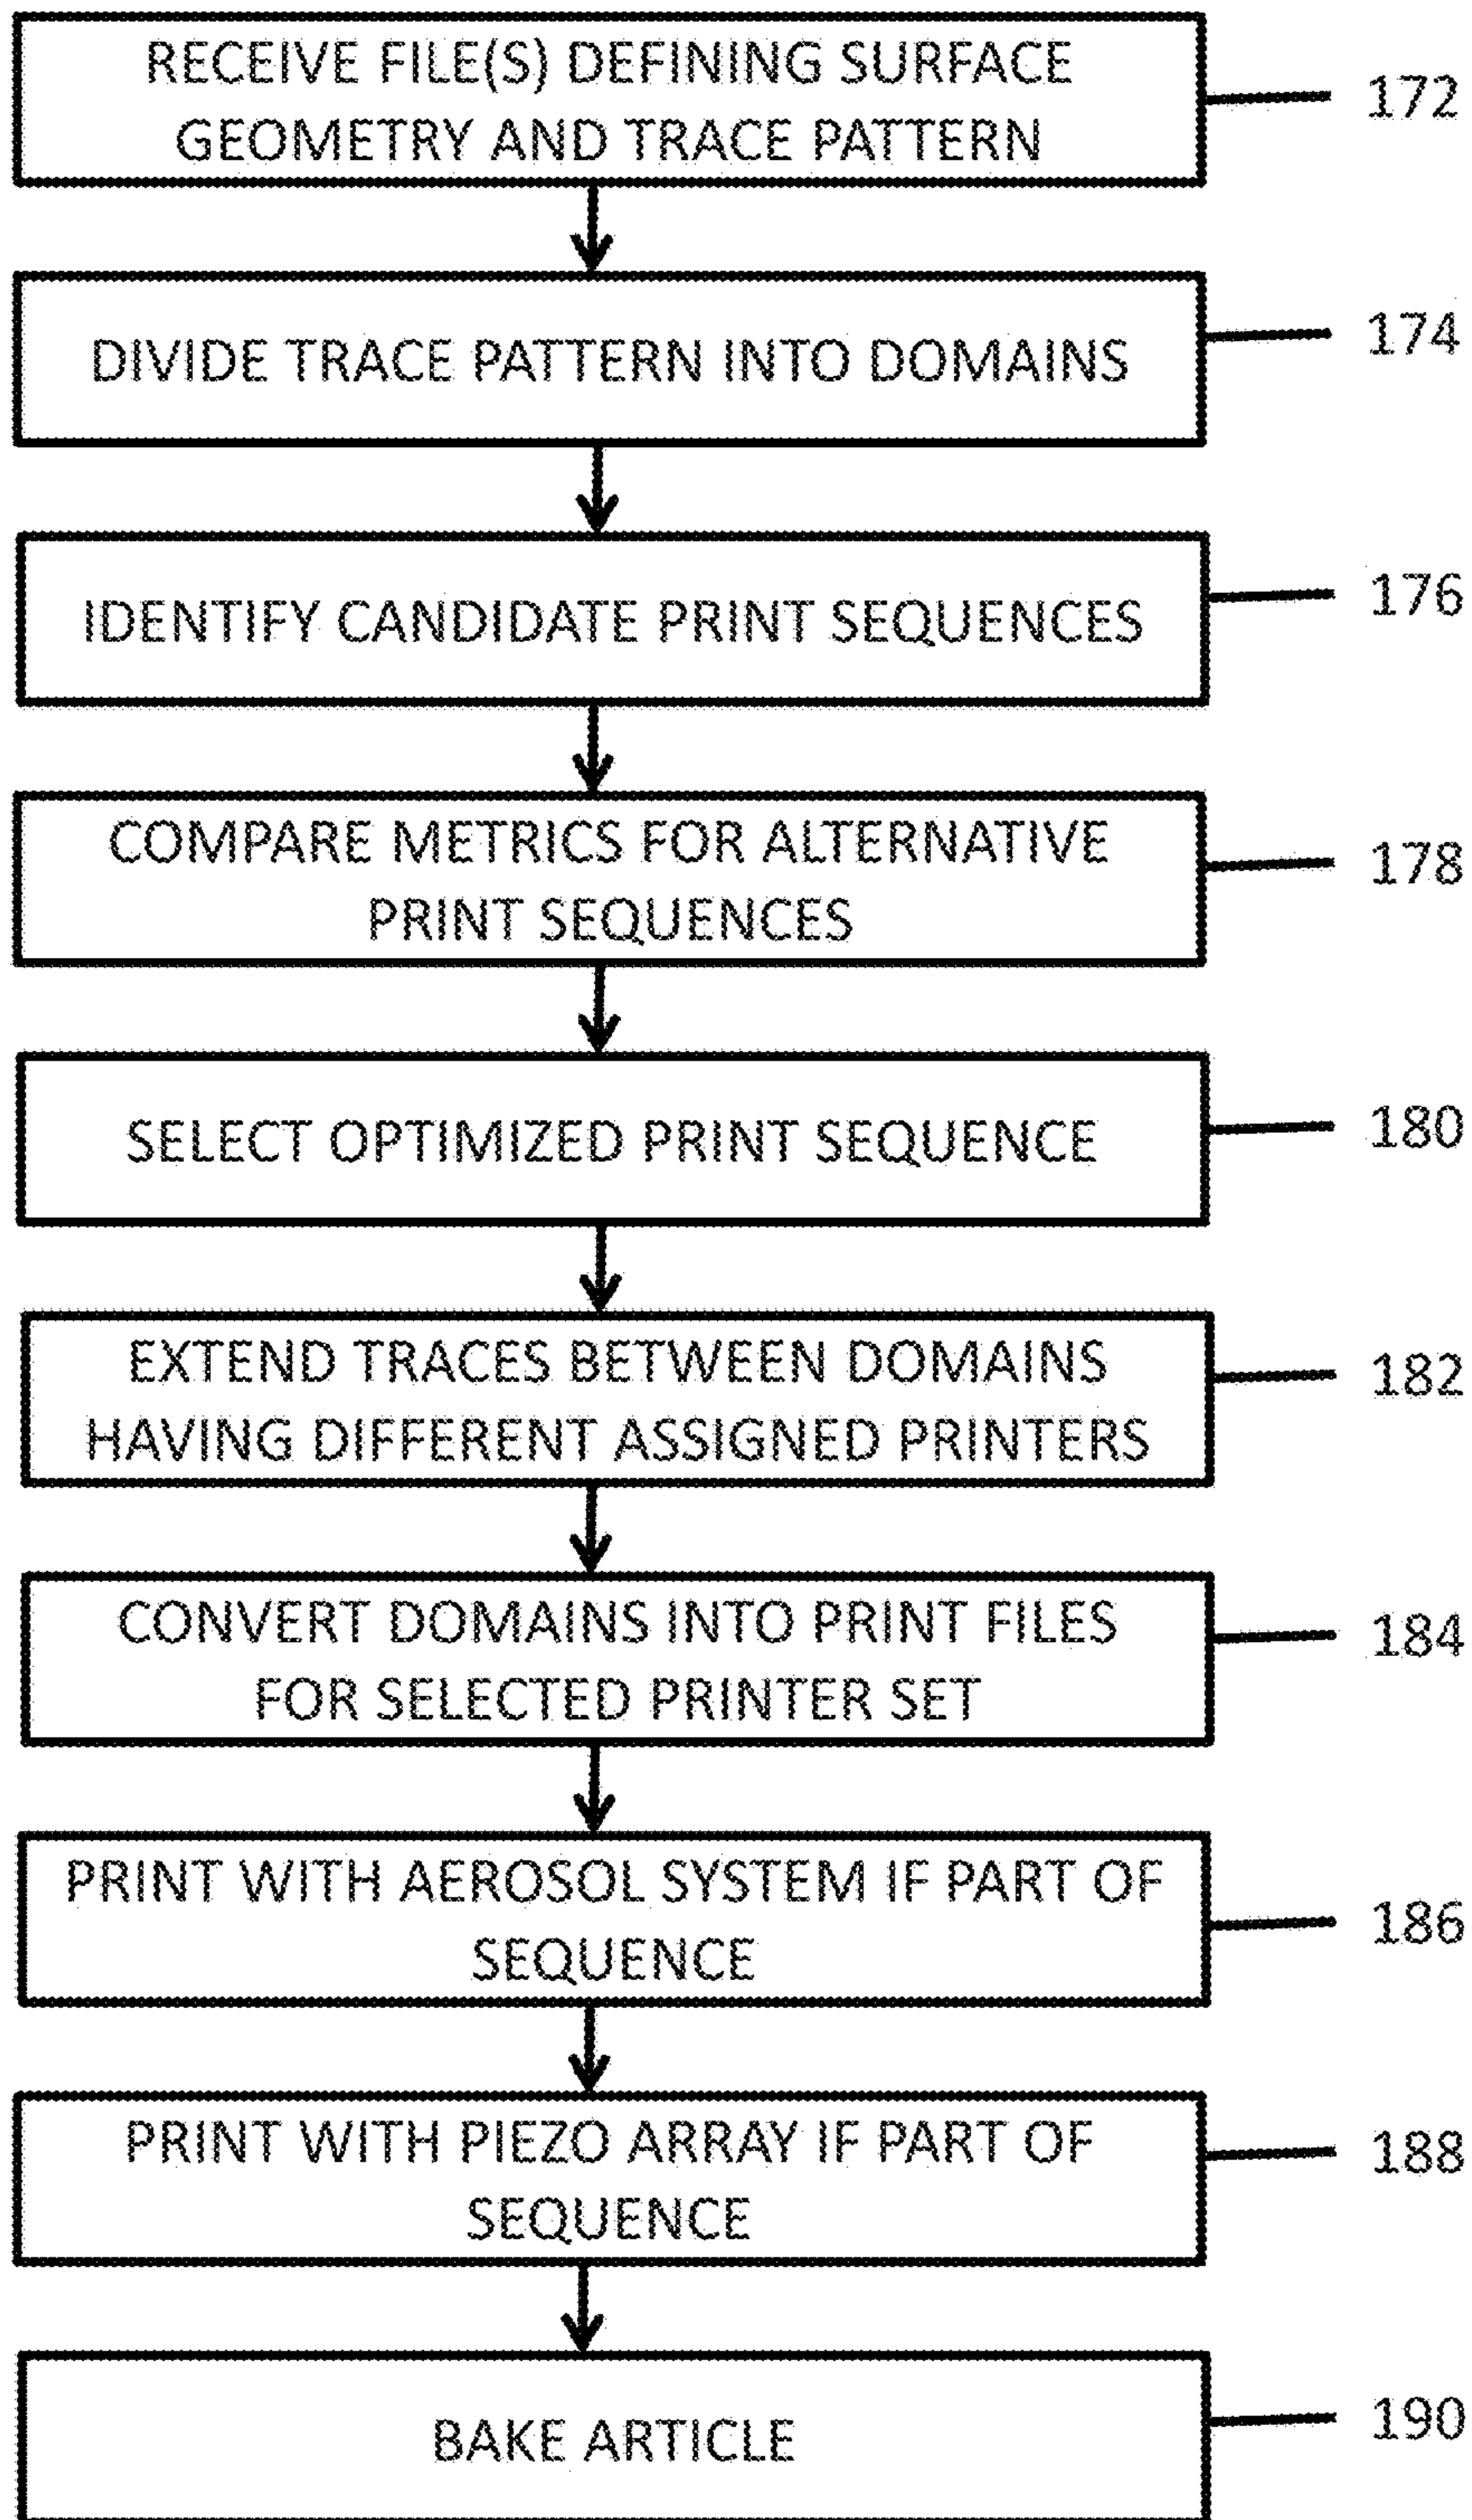 RECEIVE FILE(S) DEFINING SURFACE
GEOMETRY AND TRACE PATTERN
172
DIVIDE TRACE PATTERN INTO DOMAINS
174
IDENTIFY CANDIDATE PRINT SEQUENCES
176
COMPARE METRICS FOR ALTERNATIVE
PRINT SEQUENCES
178
SELECT OPTIMIZED PRINT SEQUENCE
180
EXTEND TRACES BETWEEN DOMAINS
HAVING DIFFERENT ASSIGNED PRINTERS
182
CONVERT DOMAINS INTO PRINT FILES
FOR SELECTED PRINTER SET
184
PRINT WITH AEROSOL SYSTEM IF PART OF
SEQUENCE
186
PRINT WITH PIEZO ARRAY IF PART OF
SEQUENCE
188
BAKE ARTICLE
190